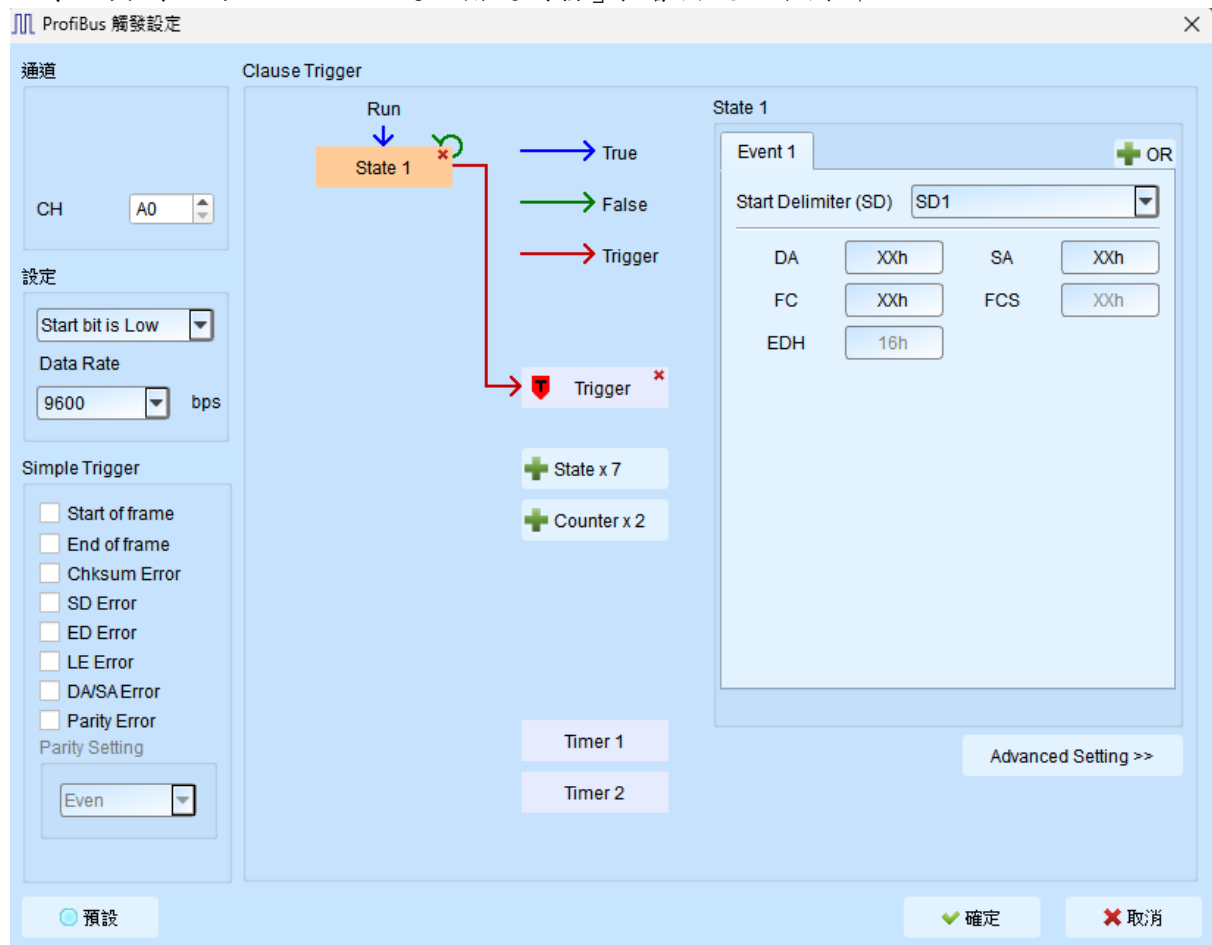 ProfiBus 觸發設定
通道
CH A0
設定
Start bit is Low
Data Rate
9600 bps
Simple Trigger
Start of frame
End of frame
Chksum Error
SD Error
ED Error
LE Error
DA/SA Error
Parity Error
Parity Setting
Even
預設
Clause Trigger
Run
State 1
True
False
Trigger
T Trigger
State x 7
Counter x 2
Timer 1
Timer 2
State 1
Event 1 OR
Start Delimiter (SD) SD1
DA XXh SA XXh
FC XXh FCS XXh
EDH 16h
Advanced Setting >>
確定 取消